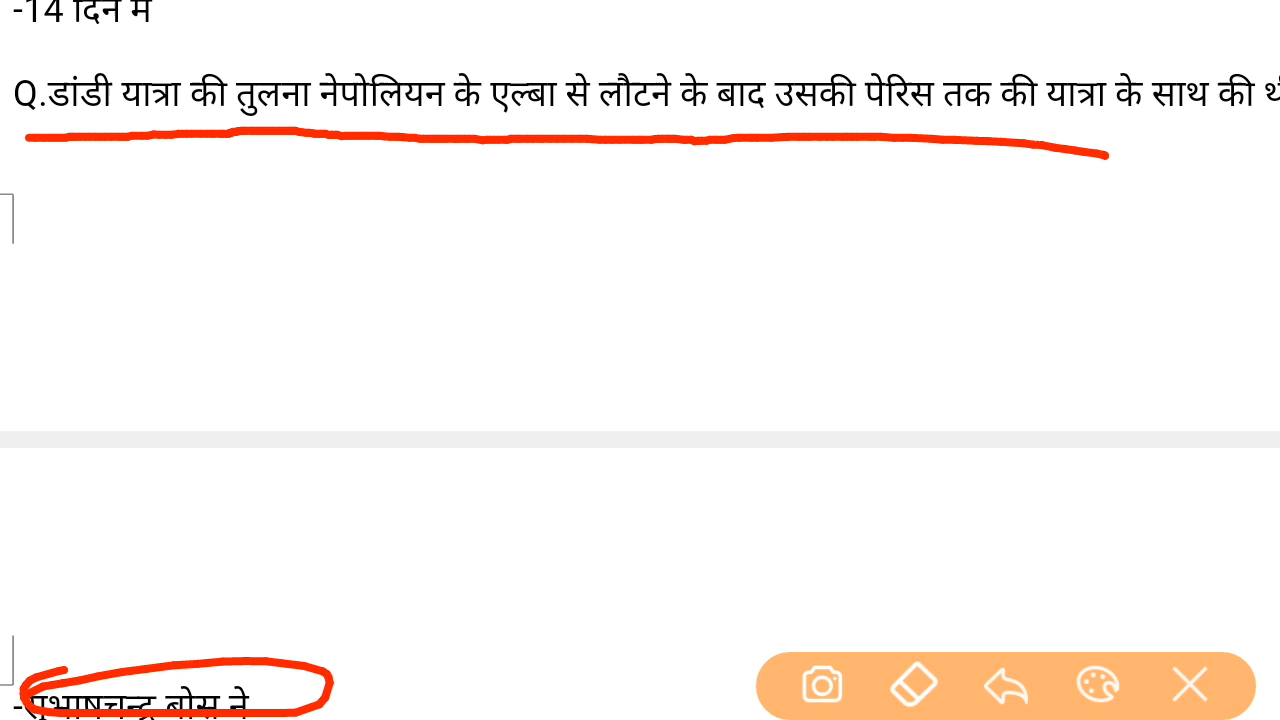 -14 दिन में
Q.डांडी यात्रा की तुलना नेपोलियन के एल्बा से लौटने के बाद उसकी पेरिस तक की यात्रा के साथ की
-सुभाषचन्द्र बोस ने